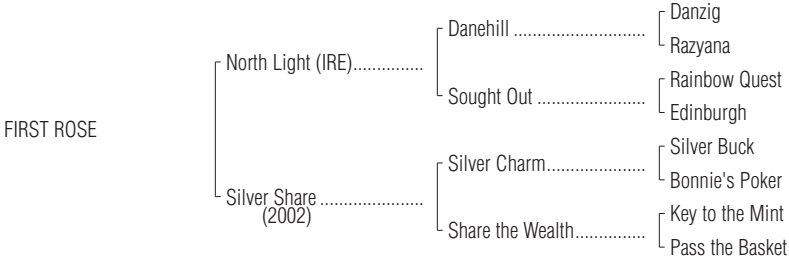 Danzig
Danehill ............................
Razyana
North Light (IRE)...............
Rainbow Quest
Sought Out .......................
Edinburgh
FIRST ROSE
Silver Buck
Silver Charm.....................
Bonnie's Poker
Silver Share ......................
(2002)
Key to the Mint
Share the Wealth...............
Pass the Basket